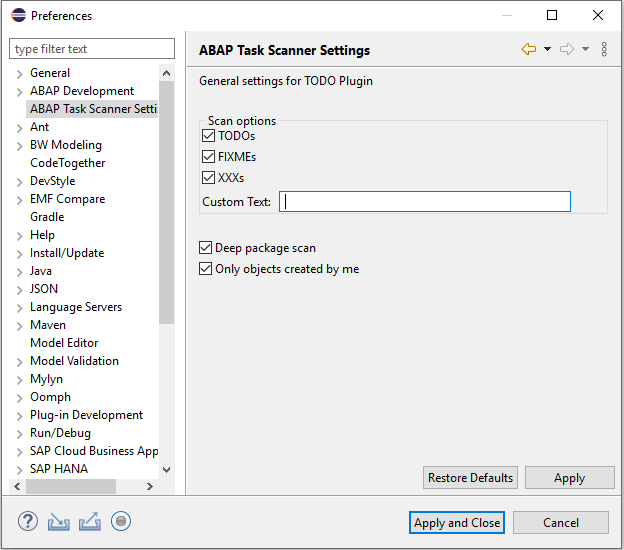 Preferences
type filter text
General
ABAP Development
ABAP Task Scanner Setti
Ant
BW Modeling
CodeTogether
DevStyle
EMF Compare
Gradle
Help
Install/Update
Java
JSON
Language Servers
Maven
Model Editor
Model Validation
Mylyn
Oomph
Plug-in Development
Run/Debug
SAP Cloud Business App
SAP HANA
ABAP Task Scanner Settings
General settings for TODO Plugin
Scan options
TODOs
FIXMEs
XXXs
Custom Text:
Deep package scan
Only objects created by me
Restore Defaults
Apply
?
Apply and Close
Cancel